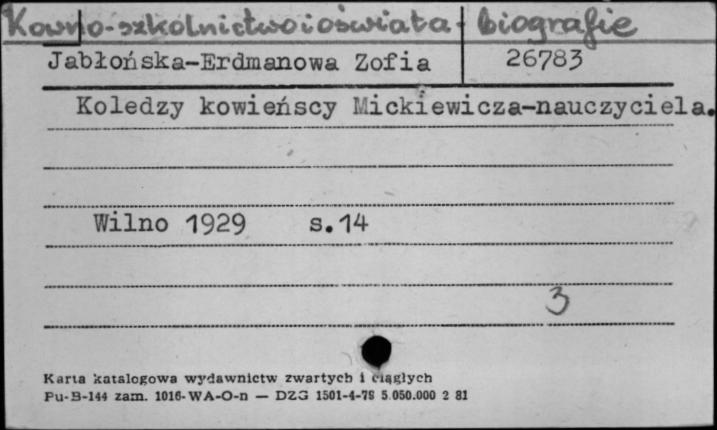 Kowno-szkolnictwo i oświata - biografie
Jabłońska-Erdmanowa Zofia 26783
Koledzy kowieńscy Mickiewicza-nauczyciela.
Wilno 1929 s.14
3
Karta katalogowa wydawnictw zwartych i ciągłych
Pu-B-144 zam. 1016-WA-O-n — DZG 1501-4-78 5.050.000 2 81